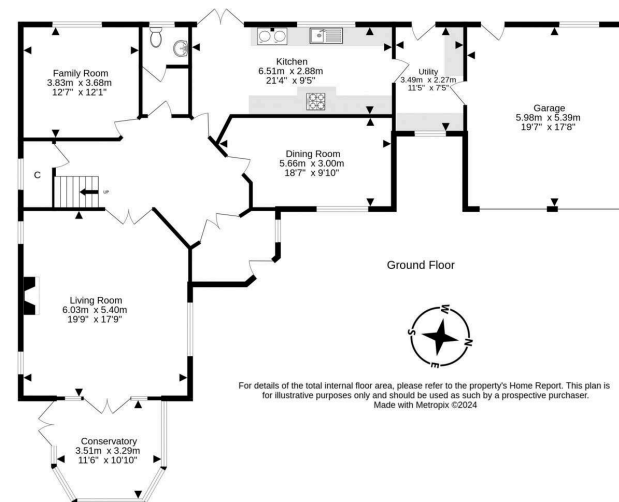 Family Room
3.83m x 3.68m
12'7" x 12'1"
Kitchen
6.51m x 2.88m
21'4" x 9'5"
Utility
3.49m x 2.27m
11'5" x 7'5"
Garage
5.98m x 5.39m
19'7" x 17'8"
Dining Room
5.66m x 3.00m
18'7" x 9'10"
C
UP
Living Room
6.03m x 5.40m
19'9" x 17'9"
Ground Floor
W
S
N
E
Conservatory
3.51m x 3.29m
11'6" x 10'10"
For details of the total internal floor area, please refer to the property's Home Report. This plan is
for illustrative purposes only and should be used as such by a prospective purchaser.
Made with Metropix ©2024